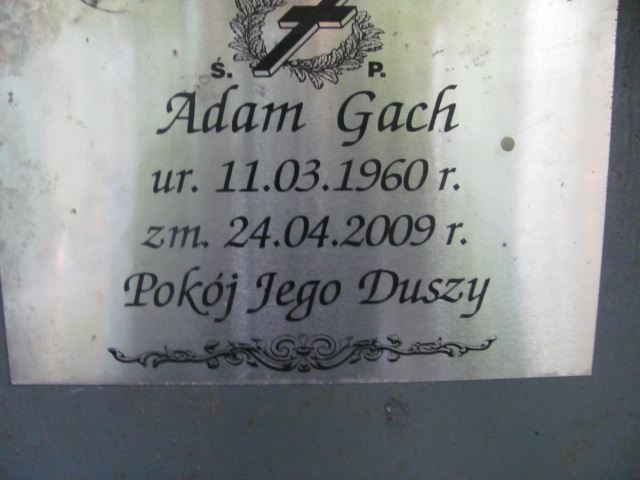 Ś. P.
Adam Gach
ur. 11.03.1960 r.
zm. 24.04.2009 r.
Pokój Jego Duszy